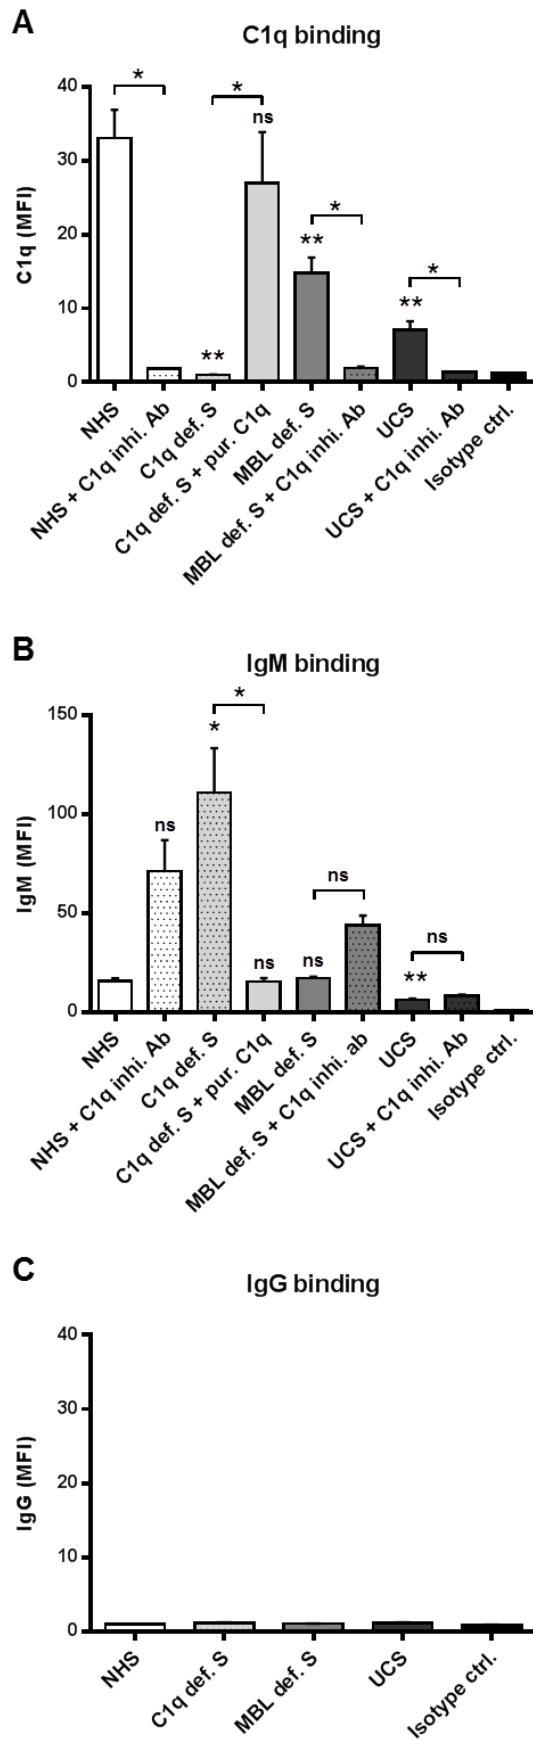 A
C1q binding
C1q (MFI)
40
30
20
10
0
*
*
ns
**
**
*
**
*
NHS
NHS + C1q inhi. Ab
C1q def. S
C1q def. S + pur. C1q
MBL def. S
MBL def. S + C1q inhi. Ab
UCS
UCS + C1q inhi. Ab
Isotype ctrl.
B
IgM binding
IgM (MFI)
150
100
50
0
ns
*
*
ns
ns
ns
**
ns
NHS
NHS + C1q inhi. Ab
C1q def. S
C1q def. S + pur. C1q
MBL def. S
MBL def. S + C1q inhi. ab
UCS
UCS + C1q inhi. Ab
Isotype ctrl.
C
IgG binding
IgG (MFI)
40
30
20
10
0
NHS
C1q def. S
MBL def. S
UCS
Isotype ctrl.